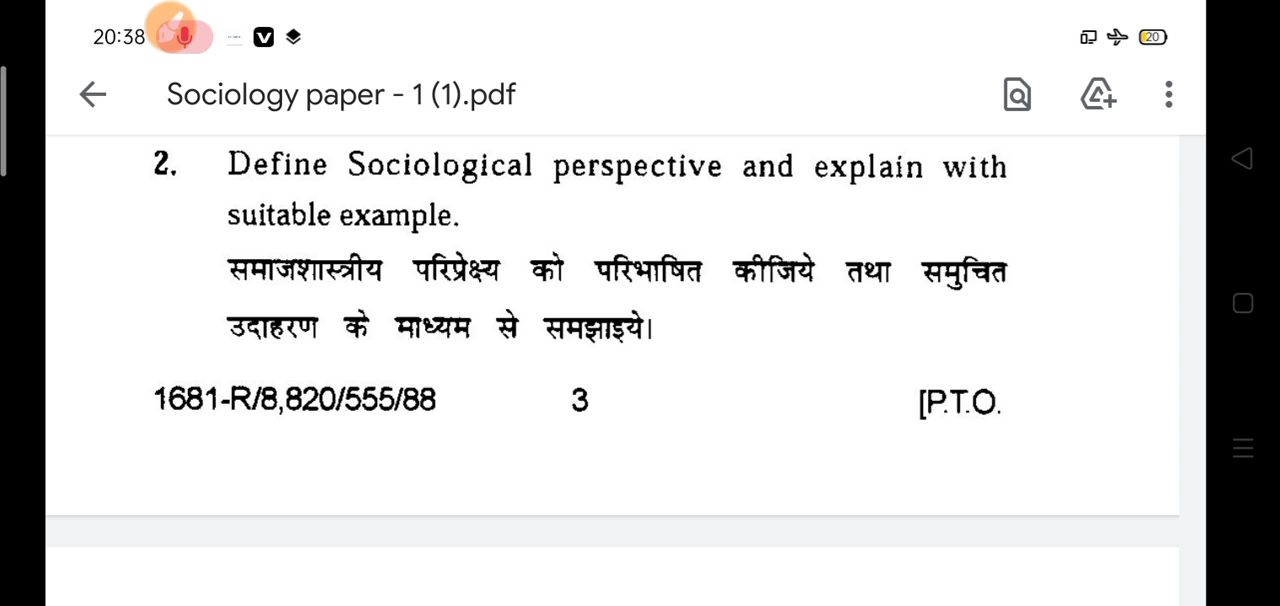 20:38
20
Sociology paper - 1 (1).pdf
2. Define Sociological perspective and explain with
suitable example.
समाजशास्त्रीय परिप्रेक्ष्य को परिभाषित कीजिये तथा समुचित
उदाहरण के माध्यम से समझाइये।
1681-R/8,820/555/88 3 [P.T.O.